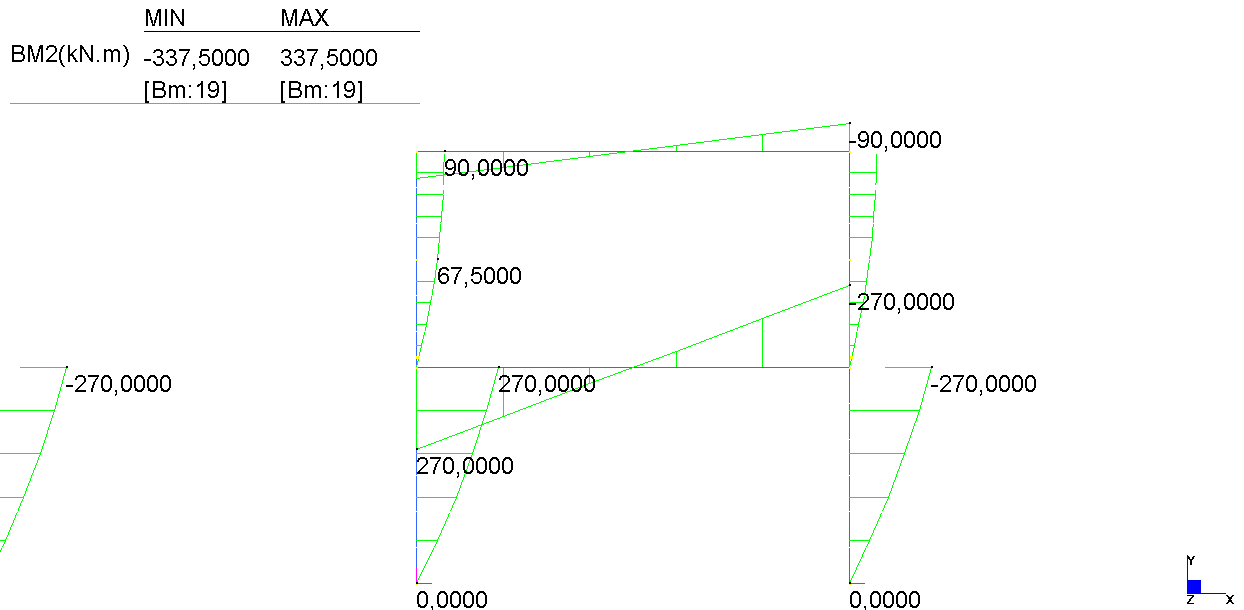 MIN MAX
BM2(kN.m) -337,5000 337,5000
[Bm:19] [Bm:19]
-90,0000
90,0000
67,5000
-270,0000
-270,0000 270,0000 -270,0000
270,0000
0,0000 0,0000
Y
Z X